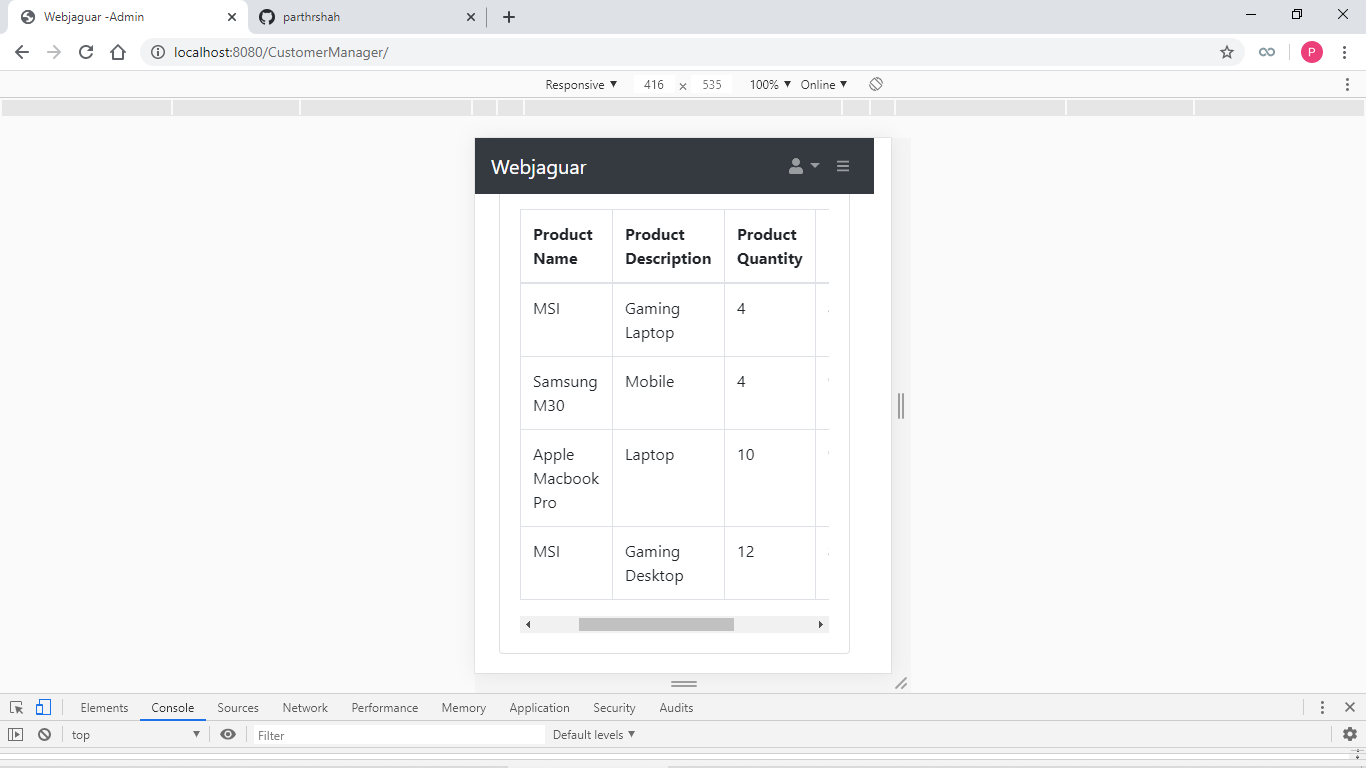 Webjaguar -Admin
parthrshah
localhost:8080/CustomerManager/
P
Responsive ▼ 416 × 535 100% ▼ Online ▼
Webjaguar
Product Name
Product Description
Product Quantity
MSI
Gaming Laptop
4
Samsung M30
Mobile
4
Apple Macbook Pro
Laptop
10
MSI
Gaming Desktop
12
Elements Console Sources Network Performance Memory Application Security Audits
top ▼ Filter Default levels ▼